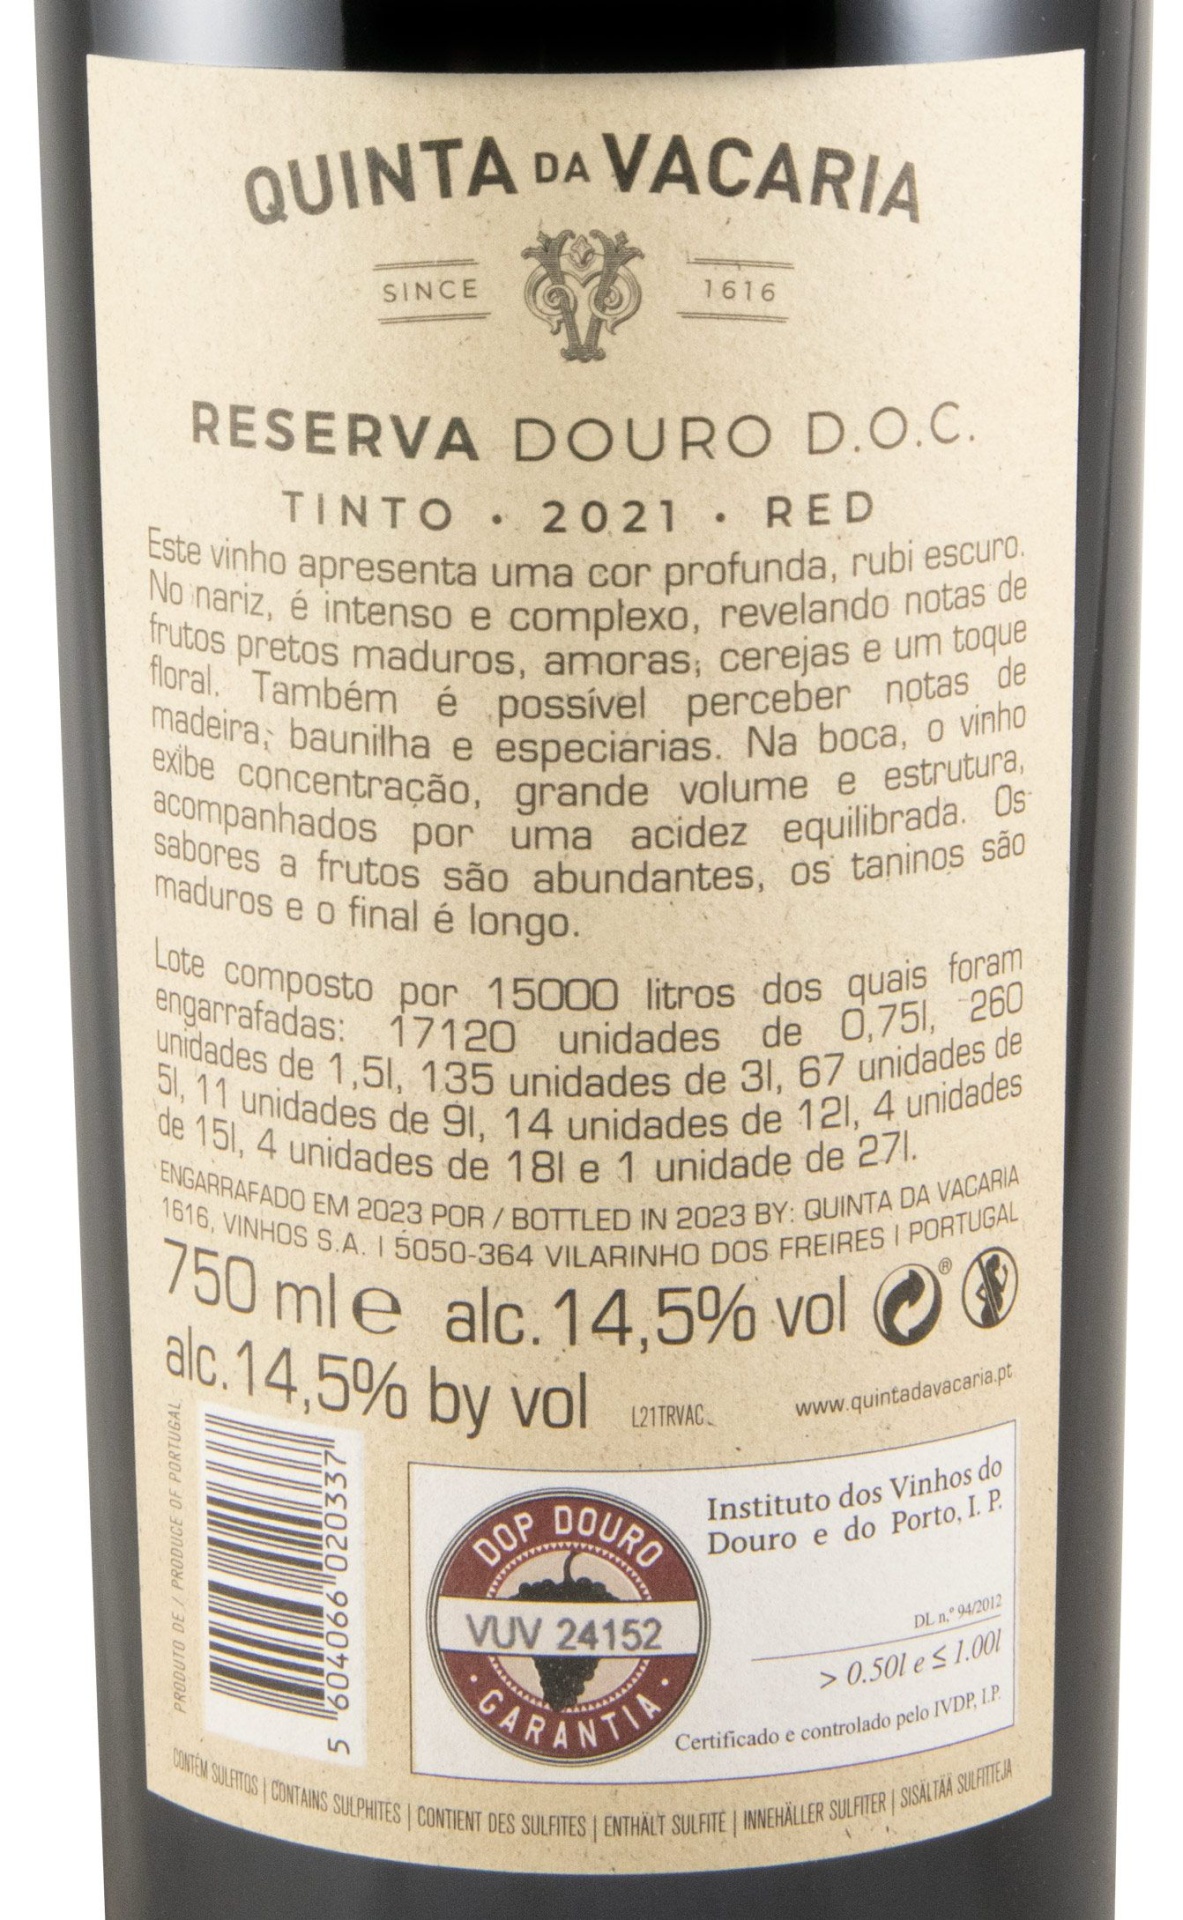 QUINTA DA VACARIA
SINCE 1616
RESERVA DOURO D.O.C.
TINTO • 2021 • RED
Este vinho apresenta uma cor profunda, rubi escuro.
No nariz, é intenso e complexo, revelando notas de
frutos pretos maduros, amoras, cerejas e um toque
floral. Também é possível perceber notas de
madeira, baunilha e especiarias. Na boca, o vinho
exibe concentração, grande volume e estrutura,
acompanhados por uma acidez equilibrada. Os
sabores a frutos são abundantes, os taninos são
maduros e o final é longo.
Lote composto por 15000 litros dos quais foram
engarrafadas: 17120 unidades de 0,75l, 260
unidades de 1,5l, 135 unidades de 3l, 67 unidades de
5l, 11 unidades de 9l, 14 unidades de 12l, 4 unidades
de 15l, 4 unidades de 18l e 1 unidade de 27l.
ENGARRAFADO EM 2023 POR / BOTTLED IN 2023 BY: QUINTA DA VACARIA
1616, VINHOS S.A. | 5050-364 VILARINHO DOS FREIRES | PORTUGAL
750 ml e alc. 14,5% vol ®
alc. 14,5% by vol L21TRVAC
www.quintadavacaria.pt
PRODUTO DE / PRODUCE OF PORTUGAL
5 604066 020337
DOP DOURO
VUV 24152
GARANTIA
Instituto dos Vinhos do
Douro e do Porto, I. P.
DL n.º 94/2012
> 0.50l e ≤ 1.00l
Certificado e controlado pelo IVDP, I.P.
CONTÉM SULFITOS | CONTAINS SULPHITES | CONTIENT DES SULFITES | ENTHÄLT SULFITE | INNEHÅLLER SULFITER | SISÄLTÄÄ SULFITTEJA